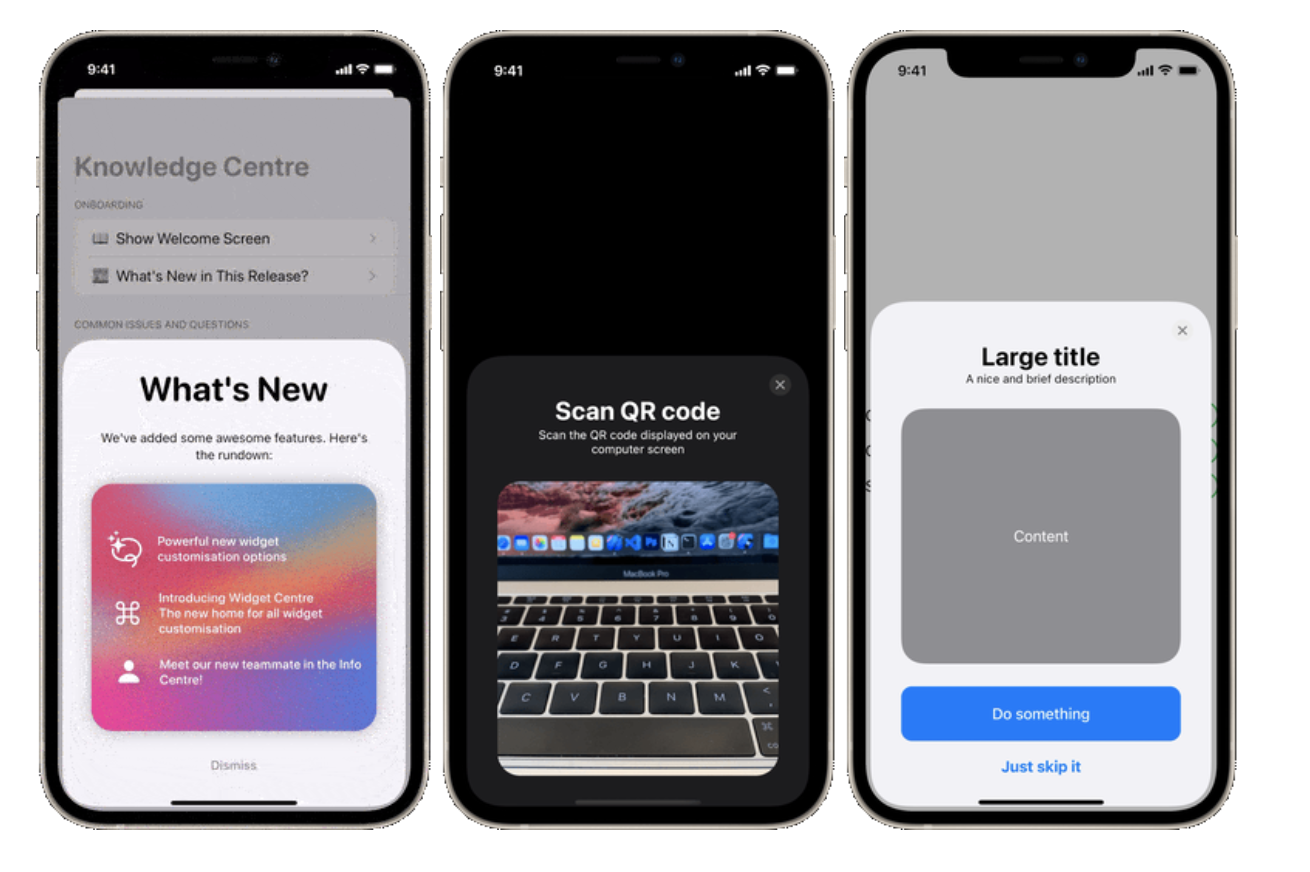 9:41
Knowledge Centre
ONBOARDING
Show Welcome Screen
What's New in This Release?
COMMON ISSUES AND QUESTIONS
What's New
We've added some awesome features. Here's
the rundown:
Powerful new widget
customisation options
Introducing Widget Centre
The new home for all widget
customisation
Meet our new teammate in the Info
Centre!
Dismiss
9:41
Scan QR code
Scan the QR code displayed on your
computer screen
MacBook Pro
E R T Y U I O
D F G H J K
C V B N M <
9:41
Large title
A nice and brief description
Content
Do something
Just skip it